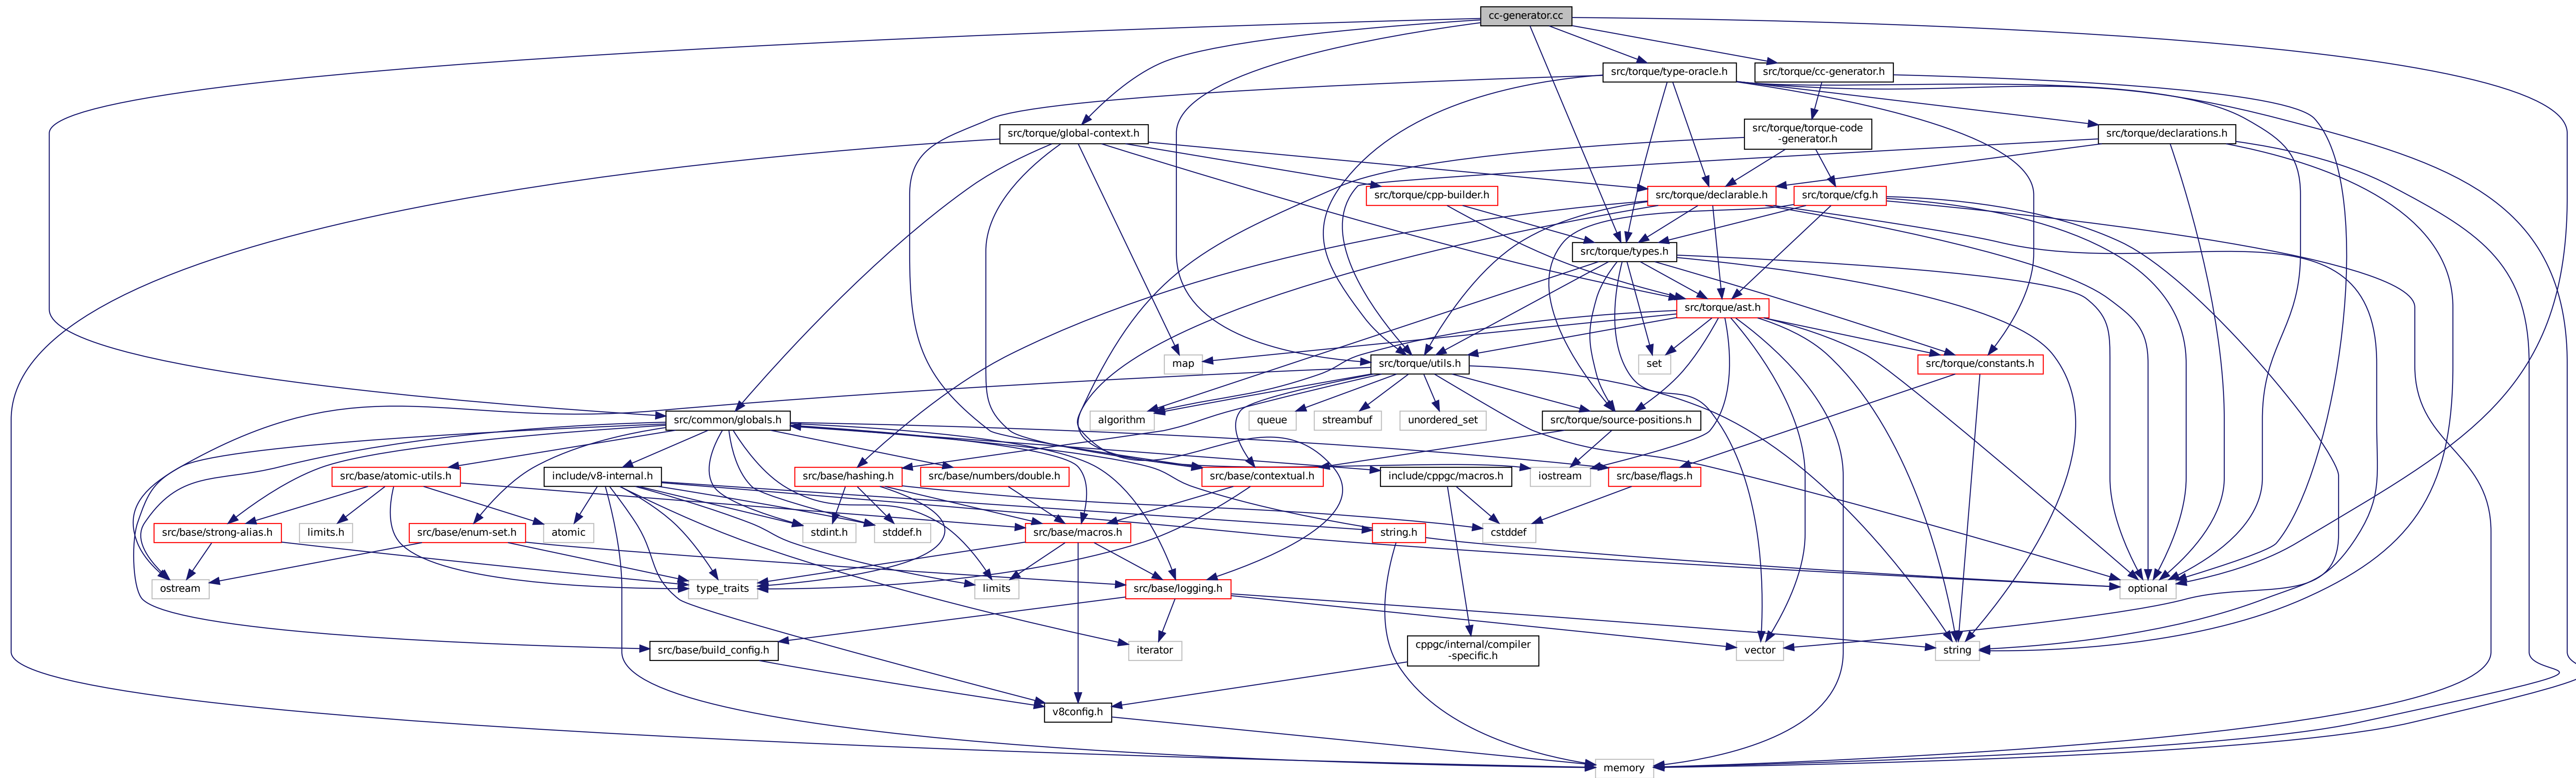 cc-generator.cc
src/torque/type-oracle.h
src/torque/cc-generator.h
src/torque/global-context.h
src/torque/torque-code
-generator.h
src/torque/declarations.h
src/torque/cpp-builder.h
src/torque/declarable.h
src/torque/cfg.h
src/torque/types.h
src/torque/ast.h
map
src/torque/utils.h
set
src/torque/constants.h
src/common/globals.h
algorithm
queue
streambuf
unordered_set
src/torque/source-positions.h
src/base/atomic-utils.h
include/v8-internal.h
src/base/hashing.h
src/base/numbers/double.h
src/base/contextual.h
include/cppgc/macros.h
iostream
src/base/flags.h
src/base/strong-alias.h
limits.h
src/base/enum-set.h
atomic
stdint.h
stddef.h
src/base/macros.h
string.h
cstddef
ostream
type_traits
limits
src/base/logging.h
optional
src/base/build_config.h
iterator
cppgc/internal/compiler
-specific.h
vector
string
v8config.h
memory